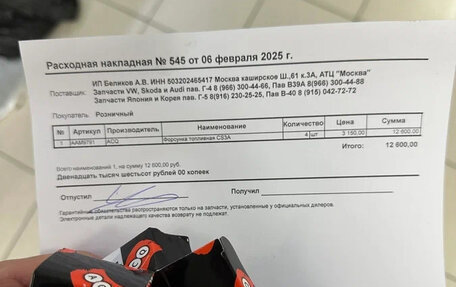 Расходная накладная № 545 от 06 февраля 2025 г.
Поставщик: ИП Беликов А.В. ИНН 503202465417 Москва каширское Ш.,61 к.3А, АТЦ "Москва"
Запчасти VW, Skoda и Audi пав. Г-4 8 (966) 300-44-66, Пав В39А 8(966) 300-44-88
Запчасти Япония и Корея пав. Г-5 8(916) 230-25-25, Пав В-40 8 (915) 042-72-72
Покупатель: Розничный
№ Артикул Производитель Наименование Количество Цена Сумма
1 AAM9791 ACQ Форсунка топливная CS3A 4 шт 3 150,00 12 600,00
Итого: 12 600,00
Всего наименований 1, на сумму 12 600,00 руб.
Двенадцать тысяч шестьсот рублей 00 копеек
Отпустил Получил
Гарантийные обязательства распространяются только на запчасти, установленные у официальных дилеров.
Электронные детали надлежащего качества возврату не подлежат.